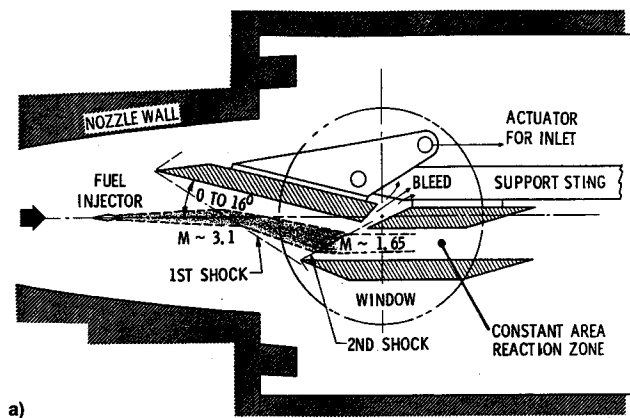 NOZZLE WALL
ACTUATOR
FOR INLET
FUEL
INJECTOR
0 TO 16°
BLEED
SUPPORT STING
M ~ 3.1
M ~ 1.65
1ST SHOCK
WINDOW
2ND SHOCK
CONSTANT AREA
REACTION ZONE
a)